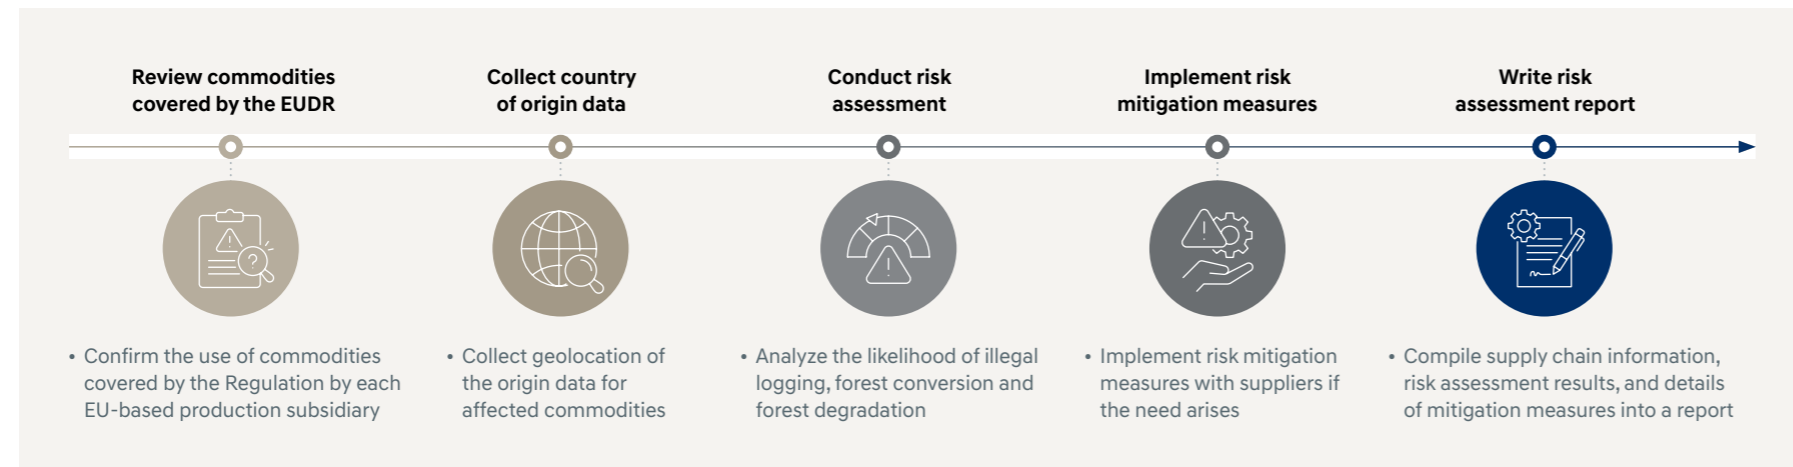 Review commodities
covered by the EUDR
Collect country
of origin data
Conduct risk
assessment
Implement risk
mitigation measures
Write risk
assessment report
?
• Confirm the use of commodities
covered by the Regulation by each
EU-based production subsidiary
• Collect geolocation of
the origin data for
affected commodities
• Analyze the likelihood of illegal
logging, forest conversion and
forest degradation
• Implement risk mitigation
measures with suppliers if
the need arises
• Compile supply chain information,
risk assessment results, and details
of mitigation measures into a report